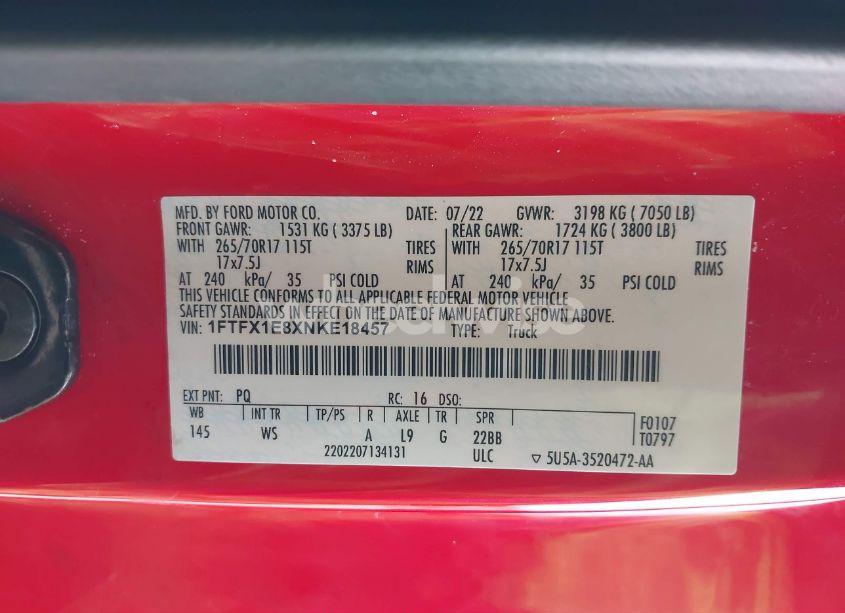 MFD. BY FORD MOTOR CO. DATE: 07/22 GVWR: 3198 KG ( 7050 LB)
FRONT GAWR: 1531 KG ( 3375 LB) REAR GAWR: 1724 KG ( 3800 LB)
WITH 265/70R17 115T TIRES WITH 265/70R17 115T TIRES
17x7.5J RIMS 17x7.5J RIMS
AT 240 kPa/ 35 PSI COLD AT 240 kPa/ 35 PSI COLD
THIS VEHICLE CONFORMS TO ALL APPLICABLE FEDERAL MOTOR VEHICLE
SAFETY STANDARDS IN EFFECT ON THE DATE OF MANUFACTURE SHOWN ABOVE.
VIN: 1FTFX1E8XNKE18457 TYPE: Truck
EXT PNT: PQ RC: 16 DSO:
WB INT TR TP/PS R AXLE TR SPR F0107
145 WS A L9 G 22BB T0797
2202207134131 ULC ▽ 5U5A-3520472-AA